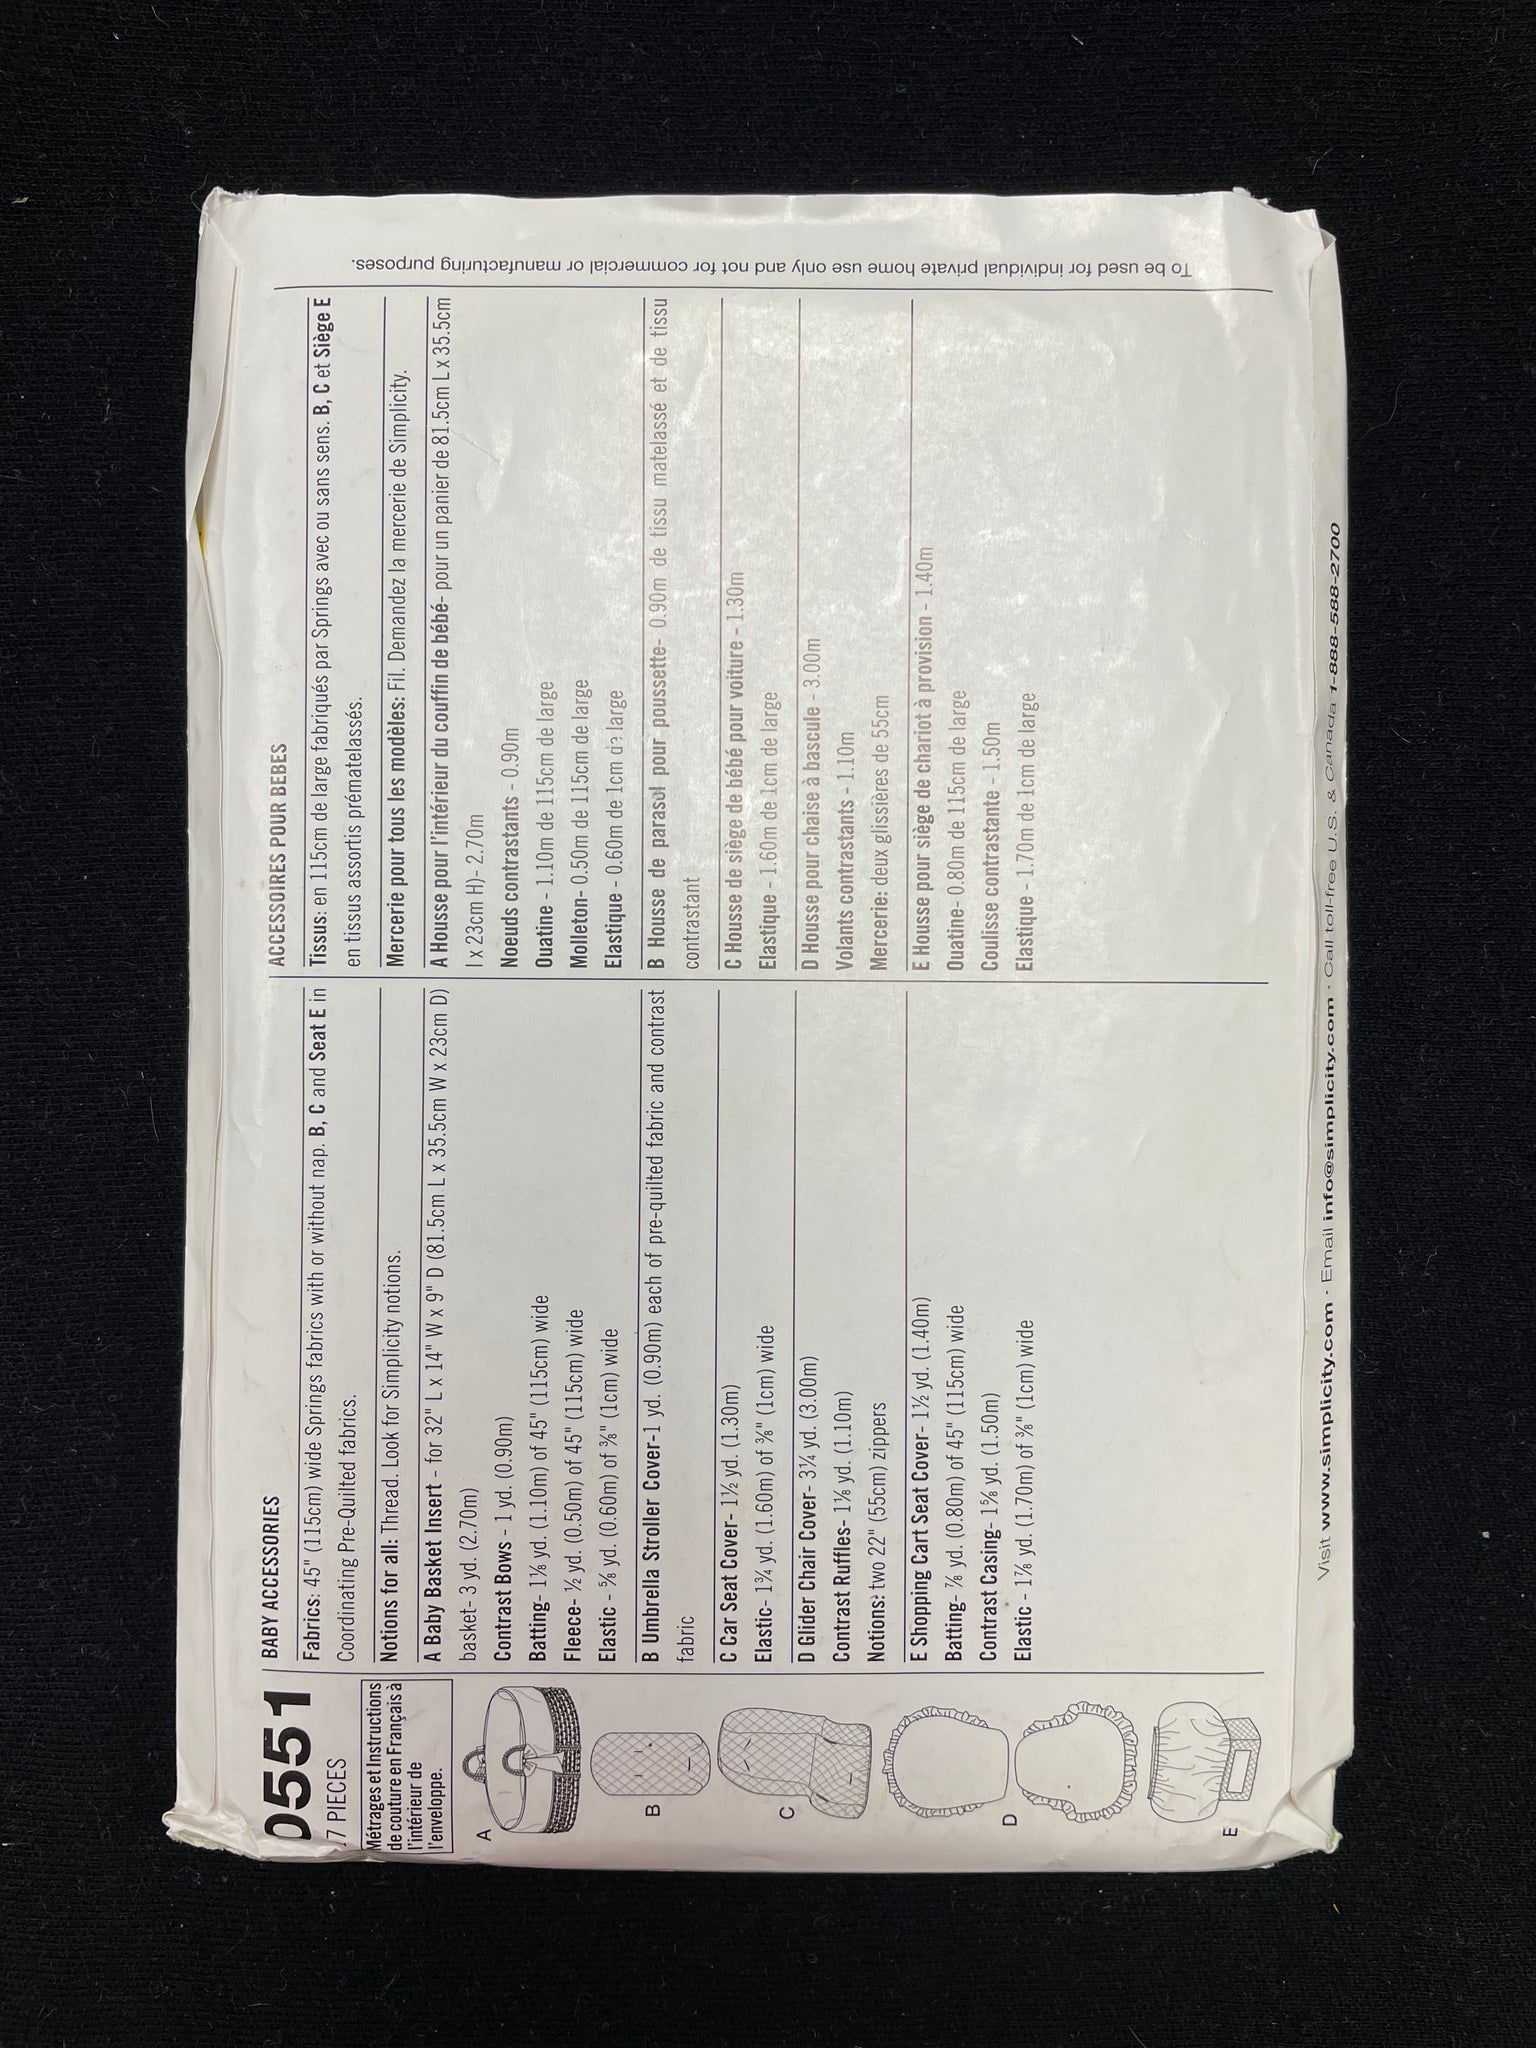 0551
17 PIECES
Métrages et Instructions
de couture en Français à
l'intérieur de
l'enveloppe.
A
B
C
D
E
BABY ACCESSORIES
Fabrics: 45" (115cm) wide Springs fabrics with or without nap. B, C and Seat E in
Coordinating Pre-Quilted fabrics.
Notions for all: Thread. Look for Simplicity notions.
A Baby Basket Insert - for 32" L x 14" W x 9" D (81.5cm L x 35.5cm W x 23cm D)
basket- 3 yd. (2.70m)
Contrast Bows - 1 yd. (0.90m)
Batting- 1⅛ yd. (1.10m) of 45" (115cm) wide
Fleece- ½ yd. (0.50m) of 45" (115cm) wide
Elastic - ⅝ yd. (0.60m) of ⅜" (1cm) wide
B Umbrella Stroller Cover-1 yd. (0.90m) each of pre-quilted fabric and contrast
fabric
C Car Seat Cover- 1½ yd. (1.30m)
Elastic- 1¾ yd. (1.60m) of ⅜" (1cm) wide
D Glider Chair Cover- 3¼ yd. (3.00m)
Contrast Ruffles- 1⅛ yd. (1.10m)
Notions: two 22" (55cm) zippers
E Shopping Cart Seat Cover- 1½ yd. (1.40m)
Batting- ⅞ yd. (0.80m) of 45" (115cm) wide
Contrast Casing- 1⅝ yd. (1.50m)
Elastic - 1⅞ yd. (1.70m) of ⅜" (1cm) wide
ACCESSOIRES POUR BEBES
Tissus: en 115cm de large fabriqués par Springs avec ou sans sens. B, C et Siège E
en tissus assortis prématelassés.
Mercerie pour tous les modèles: Fil. Demandez la mercerie de Simplicity.
A Housse pour l'intérieur du couffin de bébé- pour un panier de 81.5cm L x 35.5cm
l x 23cm H)- 2.70m
Noeuds contrastants - 0.90m
Ouatine - 1.10m de 115cm de large
Molleton- 0.50m de 115cm de large
Elastique - 0.60m de 1cm de large
B Housse de parasol pour poussette- 0.90m de tissu matelassé et de tissu
contrastant
C Housse de siège de bébé pour voiture - 1.30m
Elastique - 1.60m de 1cm de large
D Housse pour chaise à bascule - 3.00m
Volants contrastants - 1.10m
Mercerie: deux glissières de 55cm
E Housse pour siège de chariot à provision - 1.40m
Ouatine- 0.80m de 115cm de large
Coulisse contrastante - 1.50m
Elastique - 1.70m de 1cm de large
To be used for individual private home use only and not for commercial or manufacturing purposes.
Visit www.simplicity.com · Email info@simplicity.com · Call toll-free U.S. & Canada 1-888-588-2700